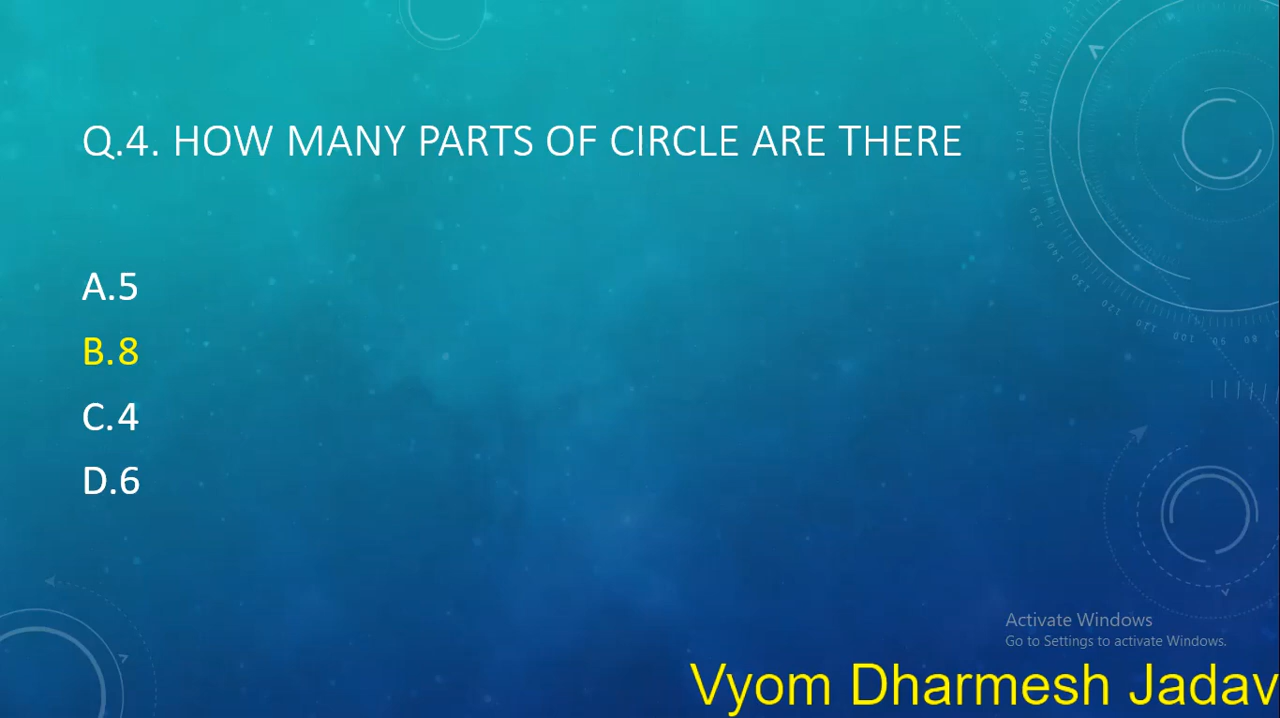 Q.4. HOW MANY PARTS OF CIRCLE ARE THERE
A.5
B.8
C.4
D.6
Activate Windows
Go to Settings to activate Windows.
Vyom Dharmesh Jadav